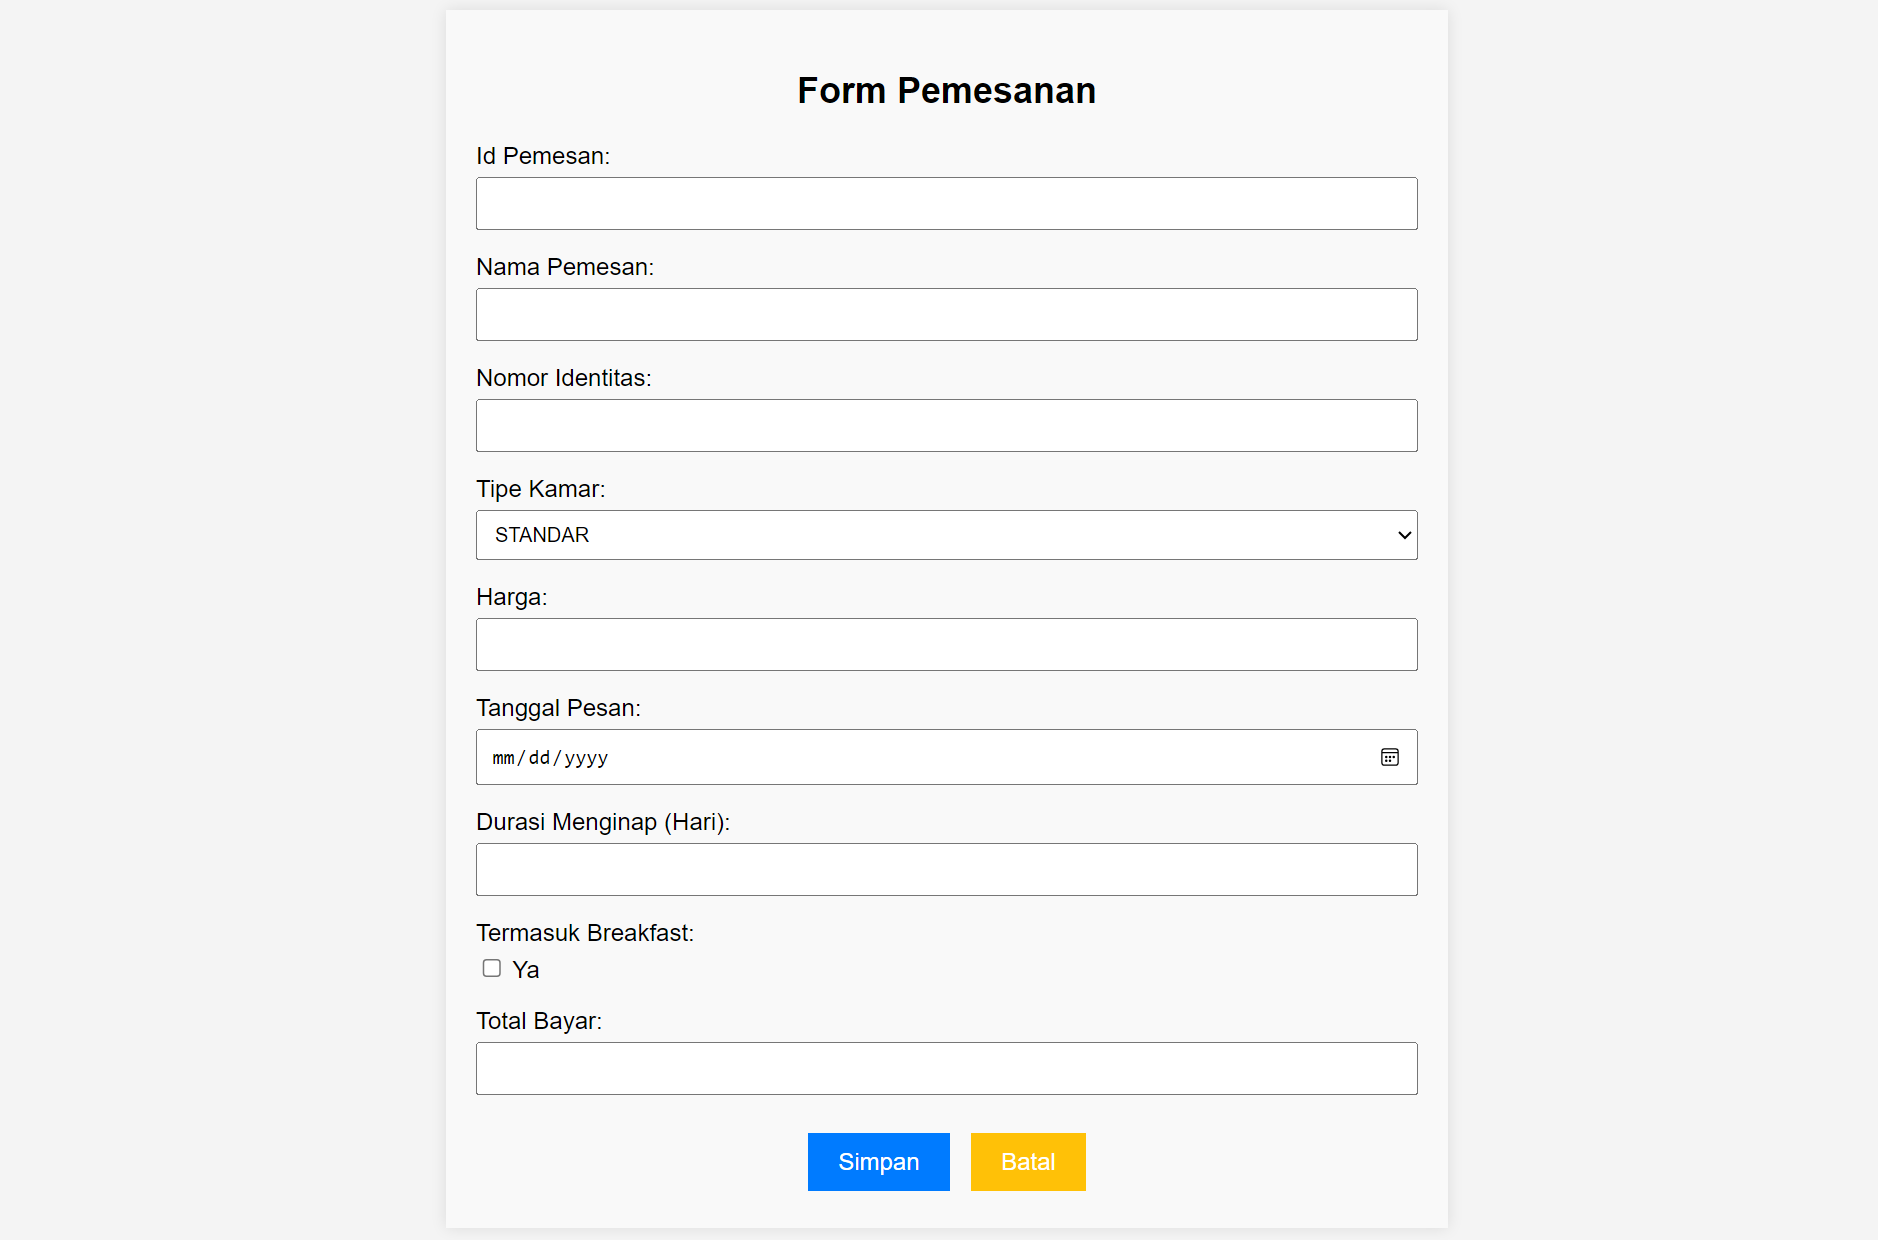 Form Pemesanan
Id Pemesan:
Nama Pemesan:
Nomor Identitas:
Tipe Kamar:
STANDAR
Harga:
Tanggal Pesan:
mm/dd/yyyy
Durasi Menginap (Hari):
Termasuk Breakfast:
Ya
Total Bayar:
Simpan Batal